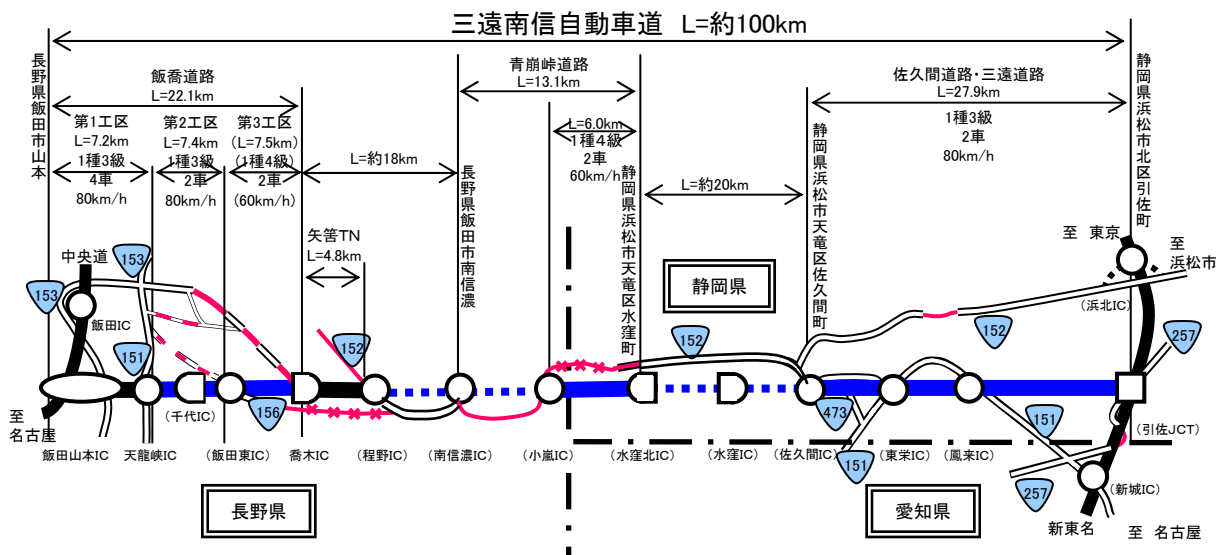 三遠南信自動車道 L=約100km
長野県飯田市山本
飯喬道路
L=22.1km
第1工区
L=7.2km
1種3級
4車
80km/h
第2工区
L=7.4km
1種3級
2車
80km/h
第3工区
(L=7.5km)
(1種4級)
2車
(60km/h)
L=約18km
矢筈TN
L=4.8km
長野県飯田市南信濃
青崩峠道路
L=13.1km
L=6.0km
1種4級
2車
60km/h
静岡県浜松市天竜区水窪町
L=約20km
静岡県浜松市天竜区佐久間町
佐久間道路・三遠道路
L=27.9km
1種3級
2車
80km/h
静岡県浜松市北区引佐町
中央道
153
153
飯田IC
151
152
156
静岡県
152
至 東京
至
浜松市
(浜北IC)
152
257
473
151
151
257
至
名古屋
飯田山本IC
天龍峡IC
(千代IC)
(飯田東IC)
喬木IC
(程野IC)
(南信濃IC)
(小嵐IC)
(水窪北IC)
(水窪IC)
(佐久間IC)
(東栄IC)
(鳳来IC)
(引佐JCT)
(新城IC)
長野県
愛知県
新東名
至 名古屋